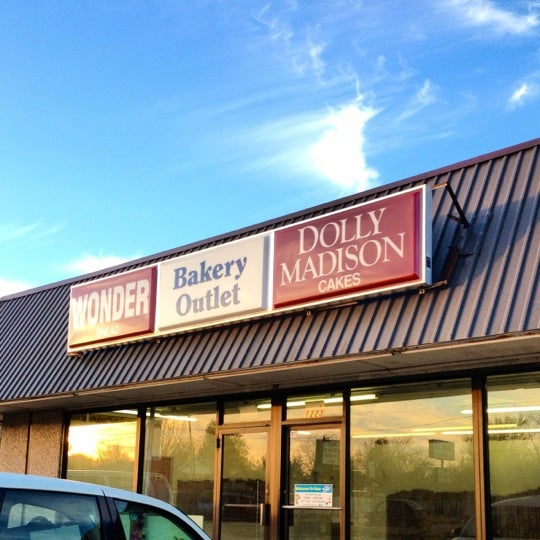 WONDER
BREAD
Bakery
Outlet
DOLLY
MADISON
CAKES
1223